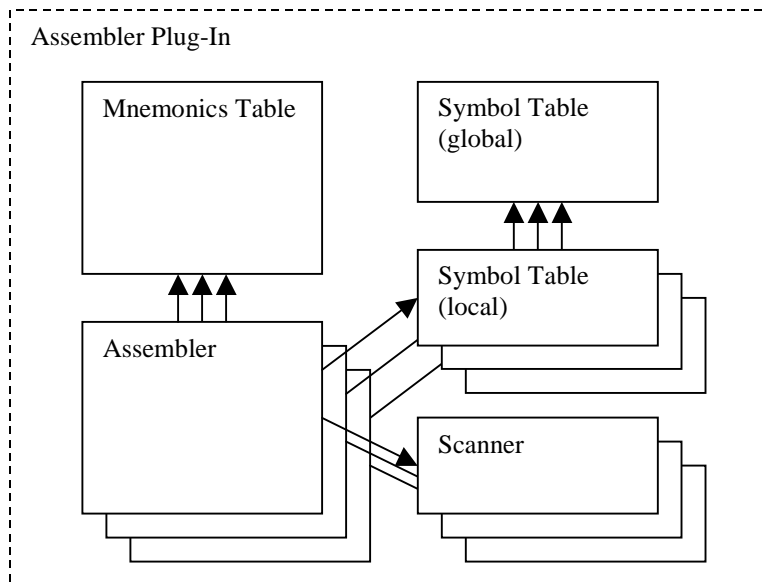 Assembler Plug-In
Mnemonics Table
Symbol Table
(global)
Symbol Table
(local)
Assembler
Scanner